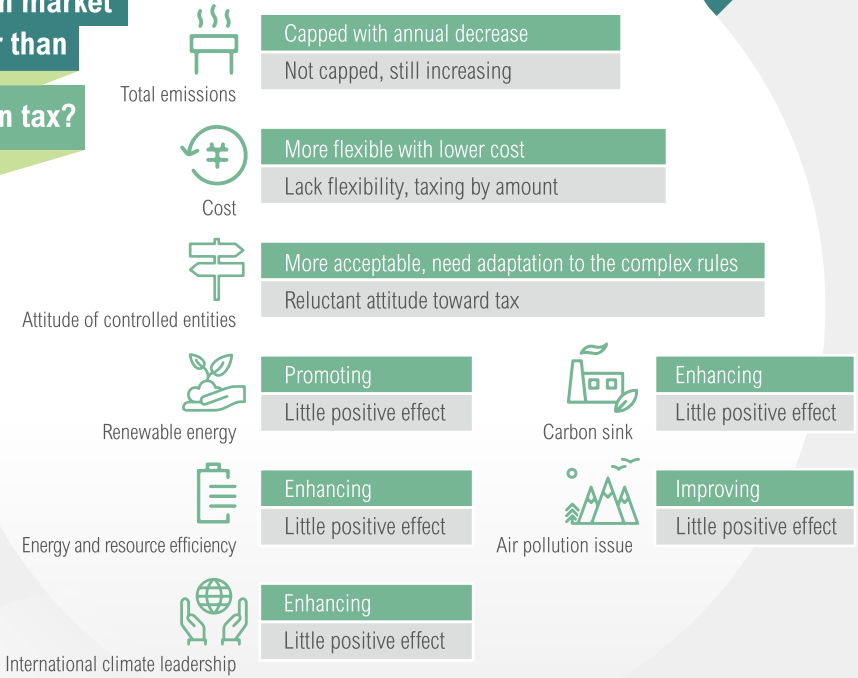 market
than
tax?
Capped with annual decrease
Not capped, still increasing
Total emissions
More flexible with lower cost
Lack flexibility, taxing by amount
Cost
More acceptable, need adaptation to the complex rules
Reluctant attitude toward tax
Attitude of controlled entities
Promoting
Little positive effect
Renewable energy
Enhancing
Little positive effect
Carbon sink
Enhancing
Little positive effect
Energy and resource efficiency
Improving
Little positive effect
Air pollution issue
Enhancing
Little positive effect
International climate leadership